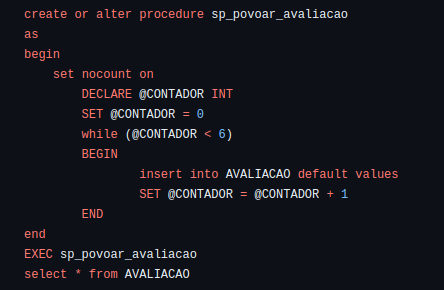 create or alter procedure sp_povoar_avaliacao
as
begin
    set nocount on
        DECLARE @CONTADOR INT
        SET @CONTADOR = 0
        while (@CONTADOR < 6)
        BEGIN
                insert into AVALIACAO default values
                SET @CONTADOR = @CONTADOR + 1
        END
end
EXEC sp_povoar_avaliacao
select * from AVALIACAO